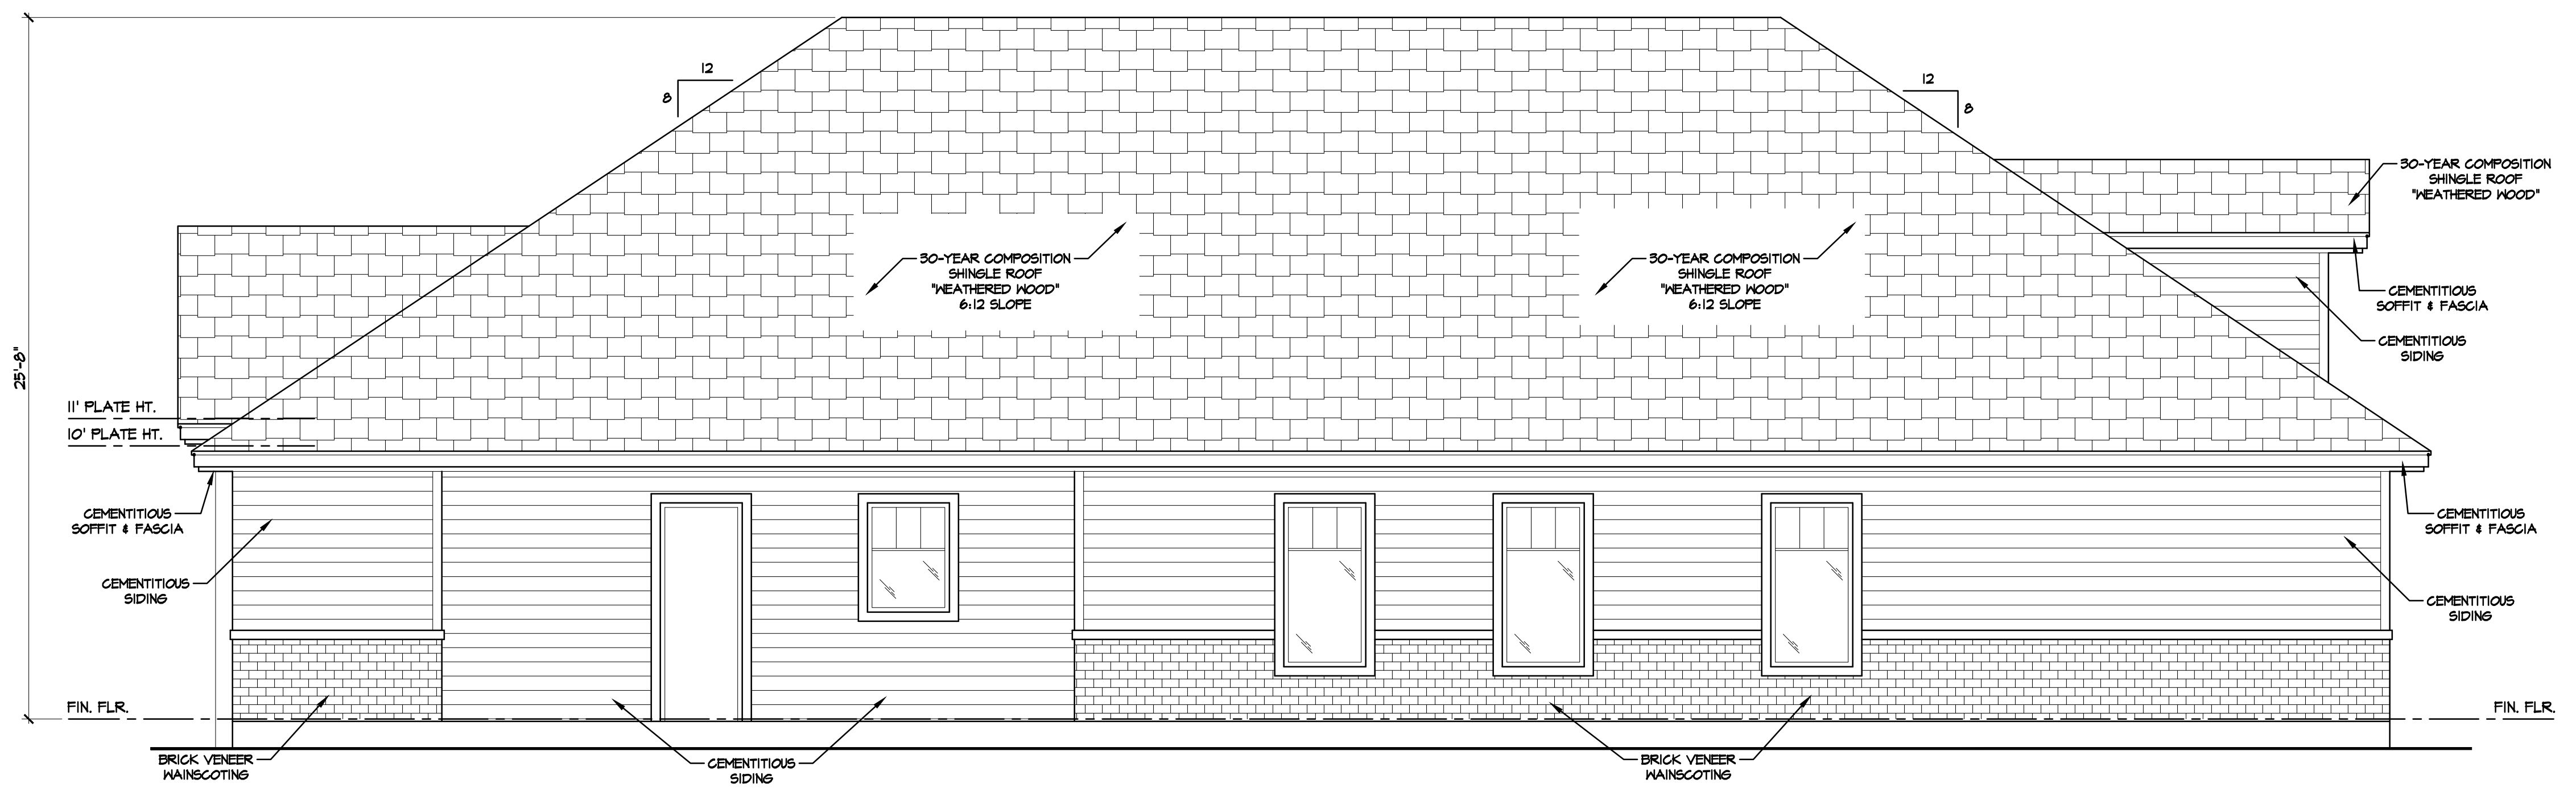 12
8
12
8
30-YEAR COMPOSITION
SHINGLE ROOF
"WEATHERED WOOD"
30-YEAR COMPOSITION
SHINGLE ROOF
"WEATHERED WOOD"
6:12 SLOPE
30-YEAR COMPOSITION
SHINGLE ROOF
"WEATHERED WOOD"
6:12 SLOPE
CEMENTITIOUS
SOFFIT & FASCIA
CEMENTITIOUS
SIDING
25'-8"
11' PLATE HT.
10' PLATE HT.
CEMENTITIOUS
SOFFIT & FASCIA
CEMENTITIOUS
SOFFIT & FASCIA
CEMENTITIOUS
SIDING
CEMENTITIOUS
SIDING
FIN. FLR.
FIN. FLR.
BRICK VENEER
WAINSCOTING
CEMENTITIOUS
SIDING
BRICK VENEER
WAINSCOTING